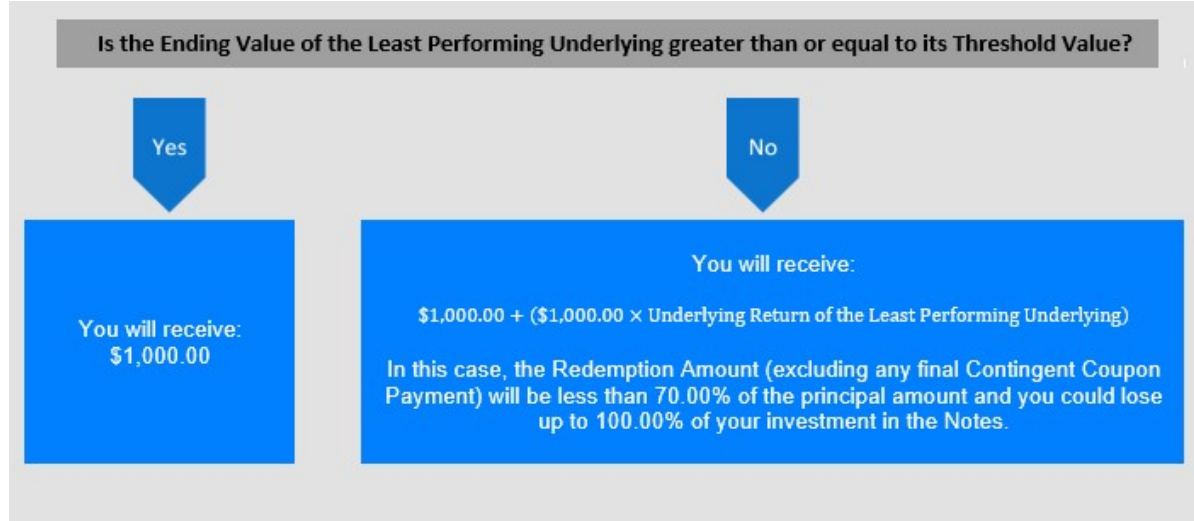 Is the Ending Value of the Least Performing Underlying greater than or equal to its Threshold Value?
Yes
No
You will receive:
$1,000.00
You will receive:
$1,000.00 + ($1,000.00 × Underlying Return of the Least Performing Underlying)
In this case, the Redemption Amount (excluding any final Contingent Coupon
Payment) will be less than 70.00% of the principal amount and you could lose
up to 100.00% of your investment in the Notes.